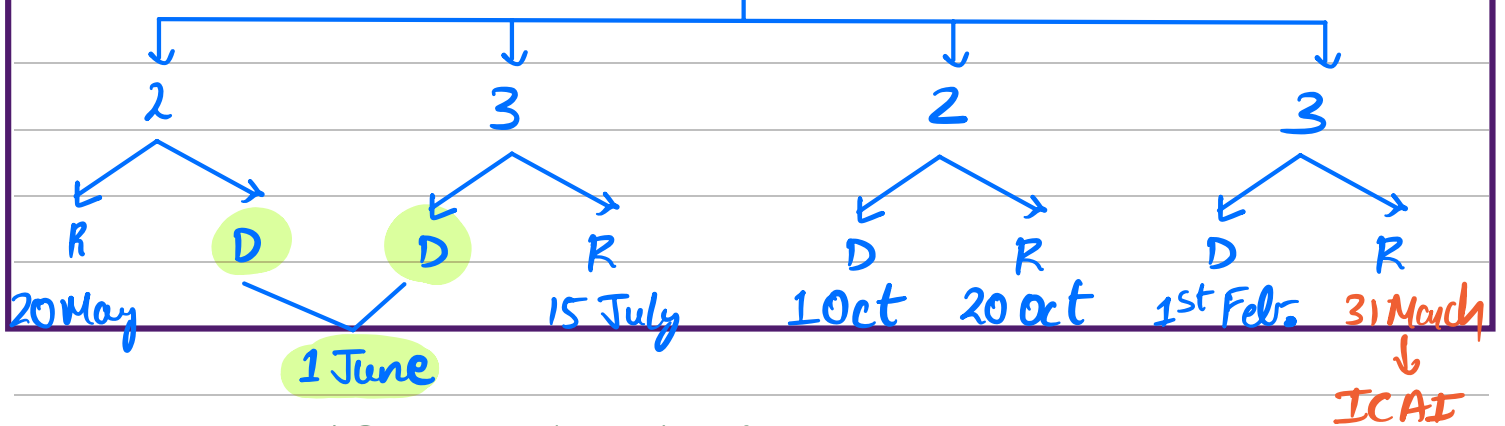 2 3 2 3
R D D R D R D R
20 May 15 July 1 Oct 20 Oct 1st Feb. 31 March
1 June
ICAI